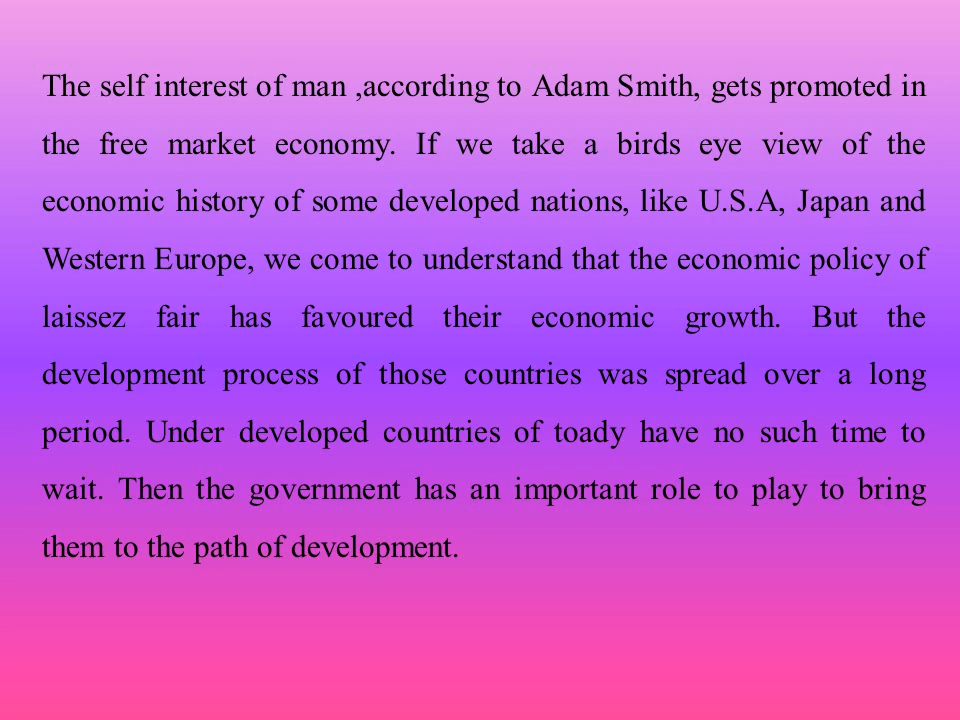 The self interest of man ,according to Adam Smith, gets promoted in
the free market economy. If we take a birds eye view of the
economic history of some developed nations, like U.S.A, Japan and
Western Europe, we come to understand that the economic policy of
laissez fair has favoured their economic growth. But the
development process of those countries was spread over a long
period. Under developed countries of toady have no such time to
wait. Then the government has an important role to play to bring
them to the path of development.